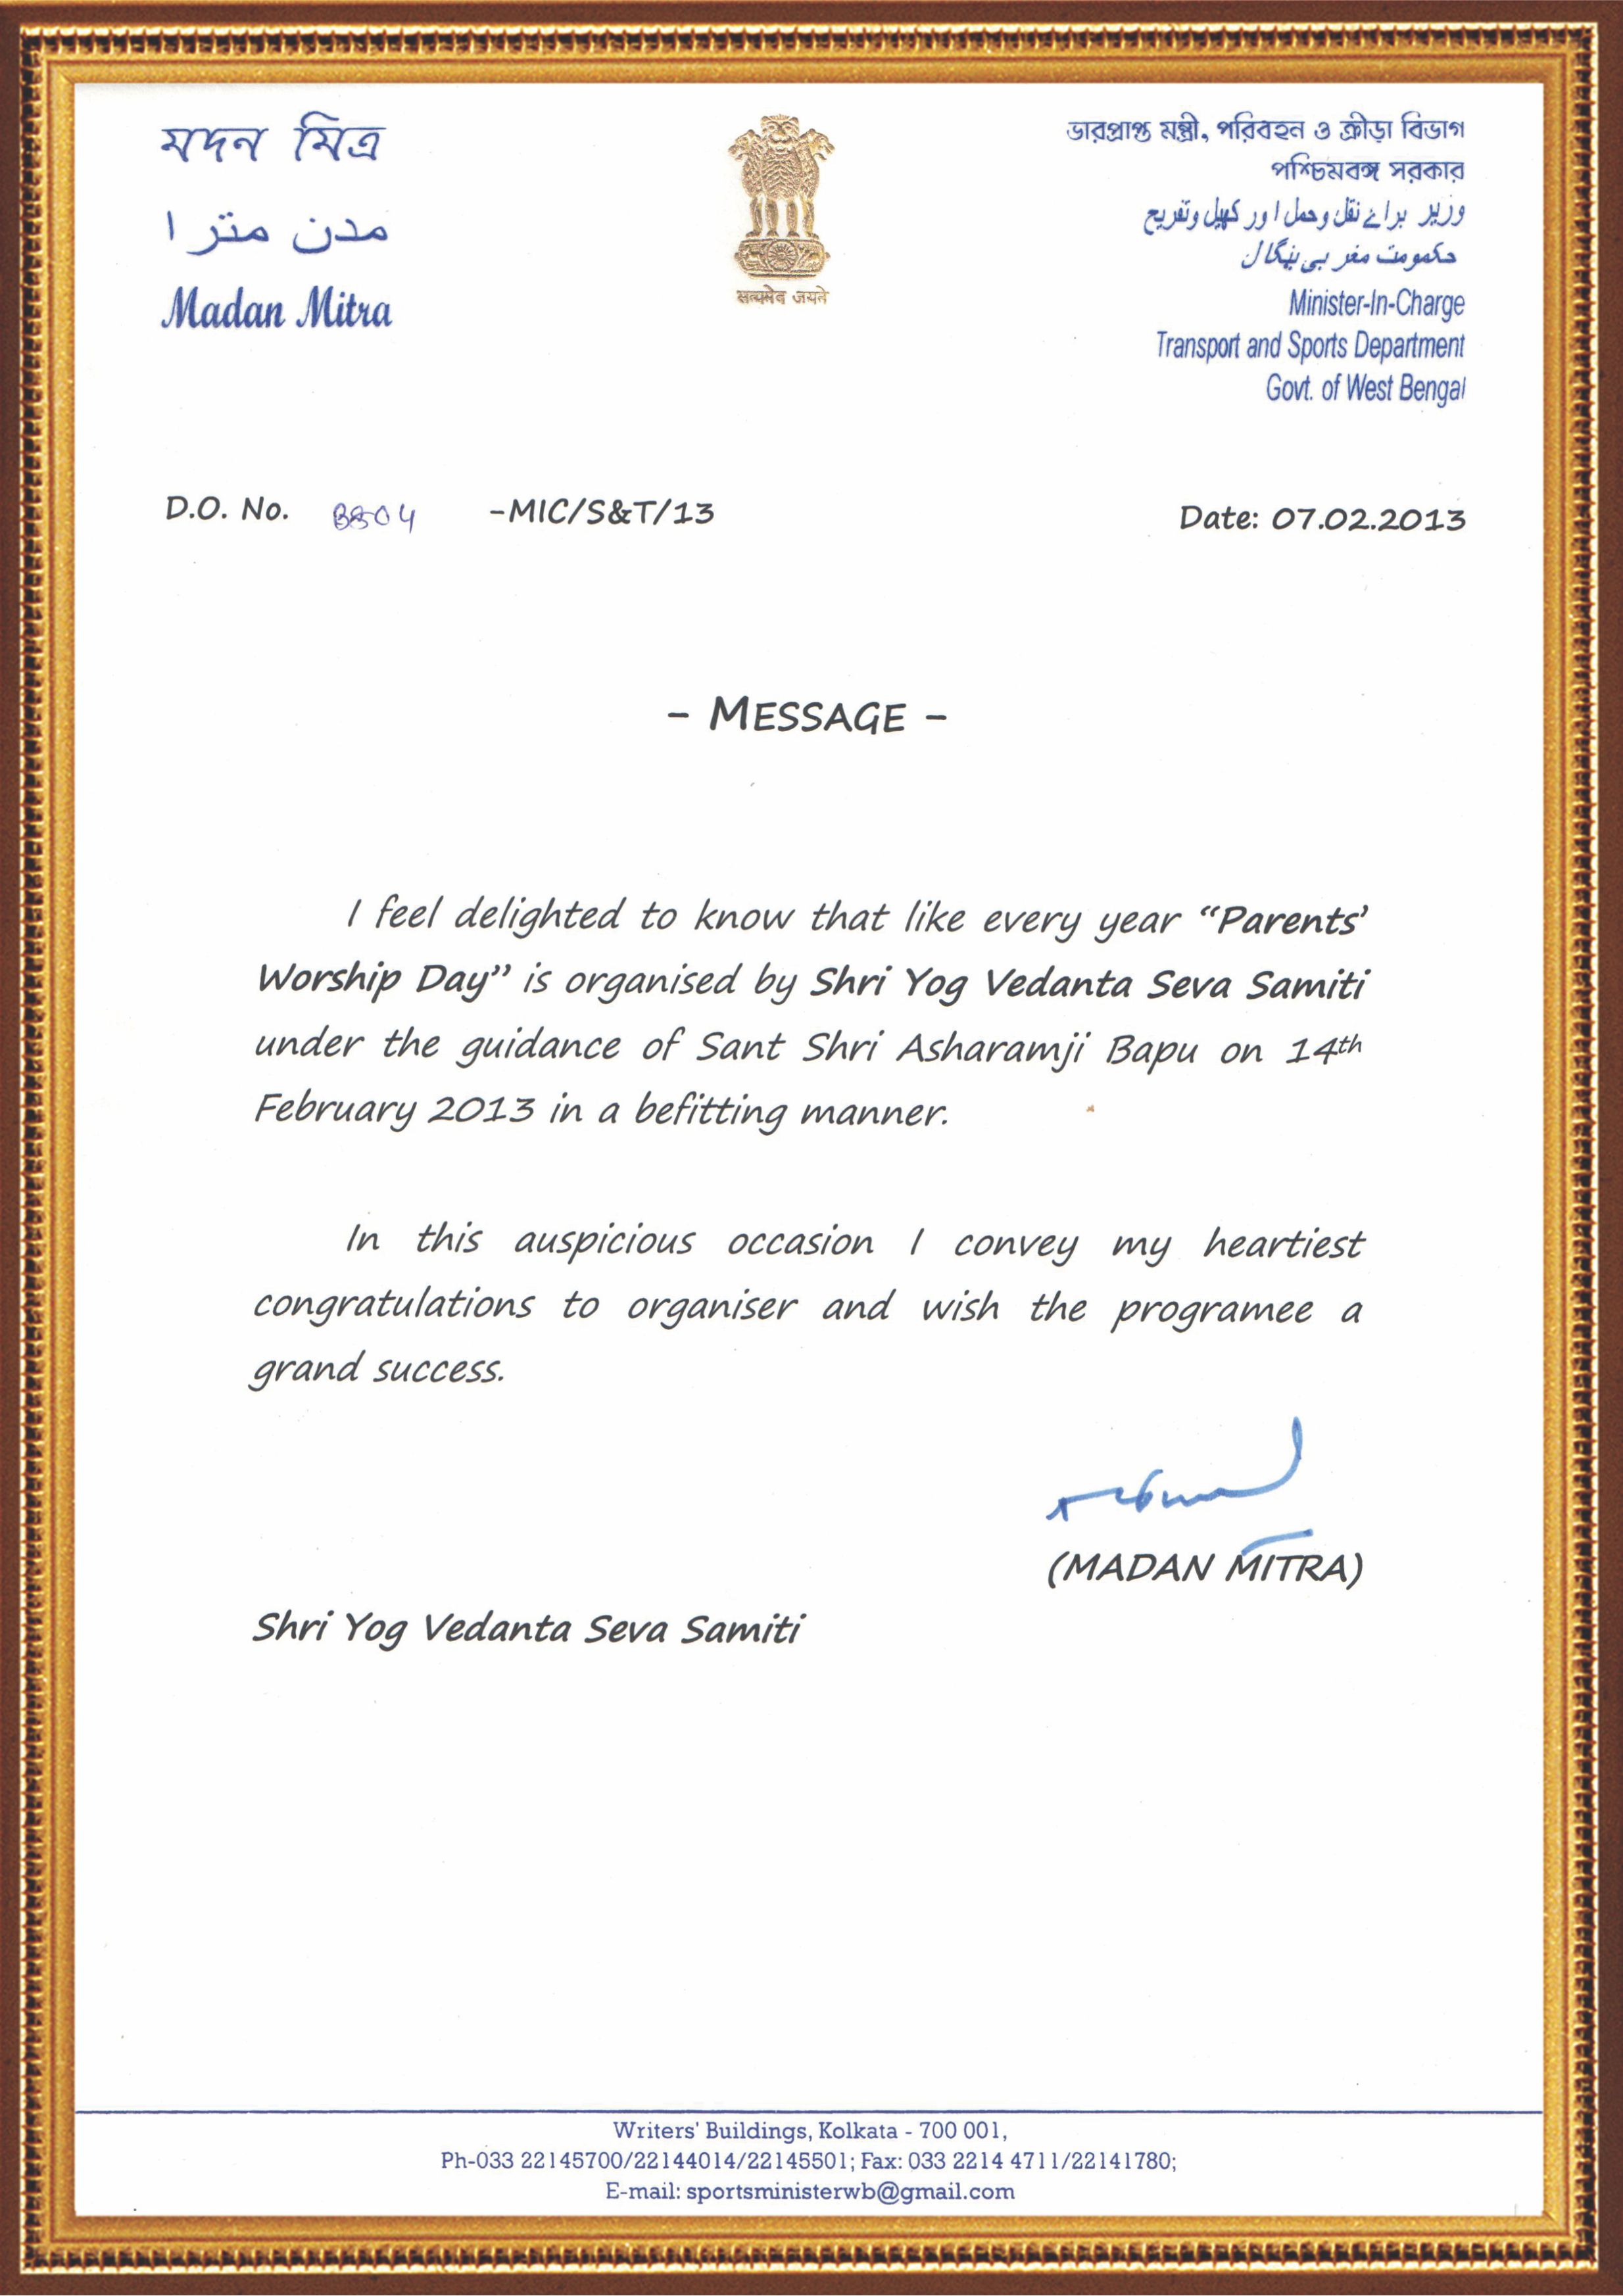 মদন মিত্র
مدن مترا
Madan Mitra
सत्यमेव जयते
ভারপ্রাপ্ত মন্ত্রী, পরিবহন ও ক্রীড়া বিভাগ
পশ্চিমবঙ্গ সরকার
وزیر برائے نقل وحمل اور کھیل وتفریح
حکومت مغربی بنگال
Minister-In-Charge
Transport and Sports Department
Govt. of West Bengal
D.O. No. -MIC/S&T/13
Date: 07.02.2013
- MESSAGE -
I feel delighted to know that like every year “Parents’
Worship Day” is organised by Shri Yog Vedanta Seva Samiti
under the guidance of Sant Shri Asharamji Bapu on 14th
February 2013 in a befitting manner.
In this auspicious occasion I convey my heartiest
congratulations to organiser and wish the programee a
grand success.
(MADAN MITRA)
Shri Yog Vedanta Seva Samiti
Writers' Buildings, Kolkata - 700 001,
Ph-033 22145700/22144014/22145501; Fax: 033 2214 4711/22141780;
E-mail: sportsministerwb@gmail.com